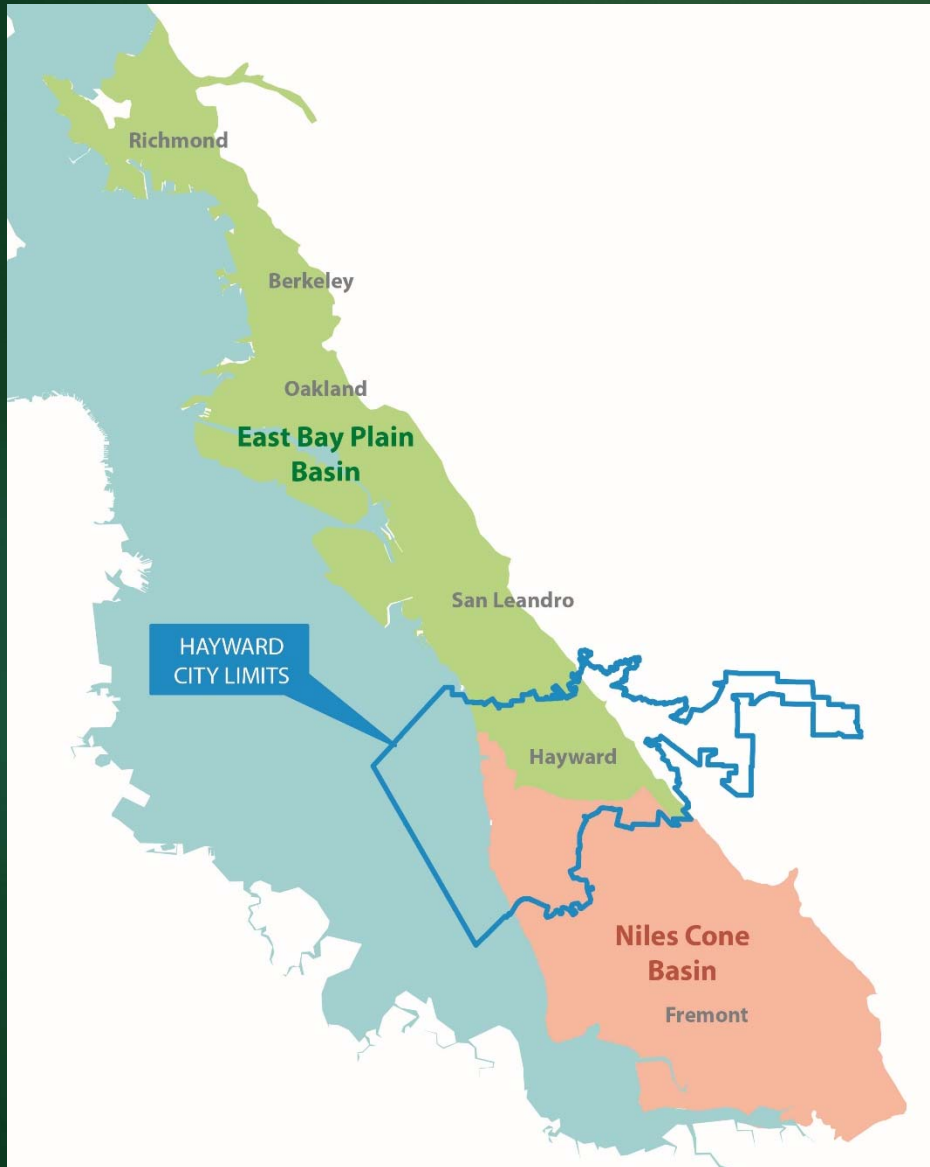 Richmond
Berkeley
Oakland
East Bay Plain
Basin
San Leandro
HAYWARD
CITY LIMITS
Hayward
Niles Cone
Basin
Fremont